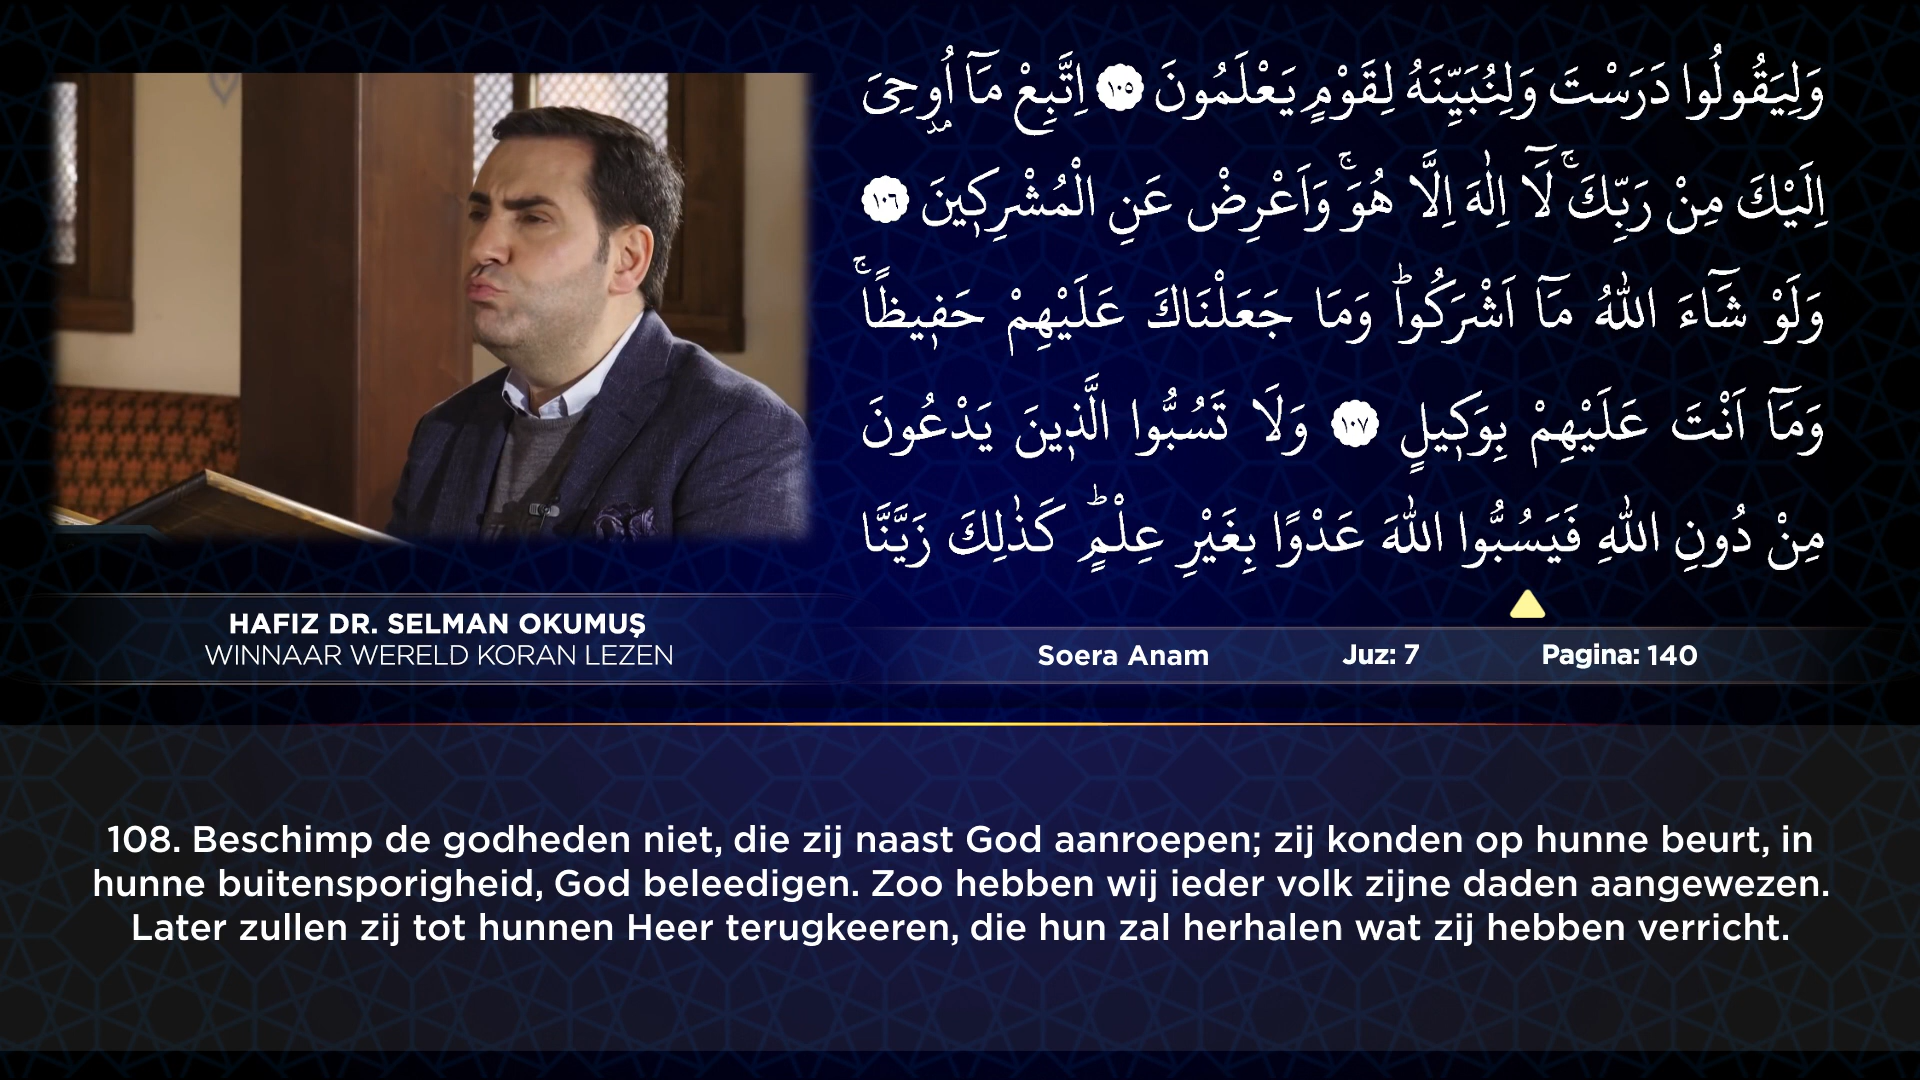 وَلِيَقُولُوا دَرَسْتَ وَلِنُبَيِّنَهُ لِقَوْمٍ يَعْلَمُونَ ١٠٥ اِتَّبِعْ مَٓا اُو۫حِىَ
اِلَيْكَ مِنْ رَبِّكَۚ لَٓا اِلٰهَ اِلَّا هُوَۚ وَاَعْرِضْ عَنِ الْمُشْرِك۪ينَ ١٠٦
وَلَوْ شَٓاءَ اللّٰهُ مَٓا اَشْرَكُواۜ وَمَا جَعَلْنَاكَ عَلَيْهِمْ حَف۪يظًاۚ
وَمَٓا اَنْتَ عَلَيْهِمْ بِوَك۪يلٍ ١٠٧ وَلَا تَسُبُّوا الَّذ۪ينَ يَدْعُونَ
مِنْ دُونِ اللّٰهِ فَيَسُبُّوا اللّٰهَ عَدْوًا بِغَيْرِ عِلْمٍۜ كَذٰلِكَ زَيَّنَّا
HAFIZ DR. SELMAN OKUMUŞ
WINNAAR WERELD KORAN LEZEN
Soera Anam Juz: 7 Pagina: 140
108. Beschimp de godheden niet, die zij naast God aanroepen; zij konden op hunne beurt, in
hunne buitensporigheid, God beleedigen. Zoo hebben wij ieder volk zijne daden aangewezen.
Later zullen zij tot hunnen Heer terugkeeren, die hun zal herhalen wat zij hebben verricht.